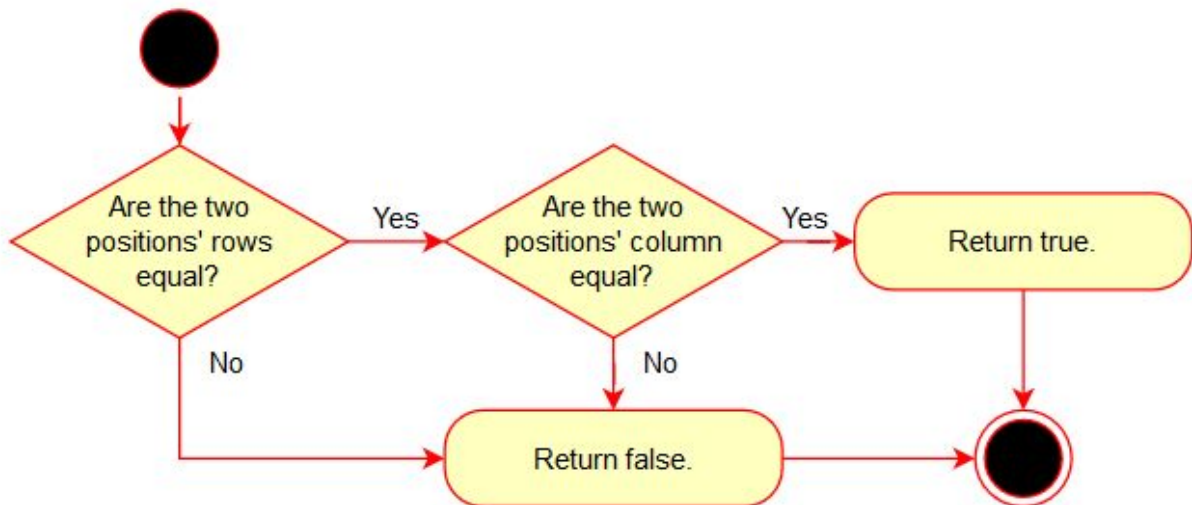 Are the two
positions' rows
equal?
Yes
Are the two
positions' column
equal?
Yes
Return true.
No
No
Return false.